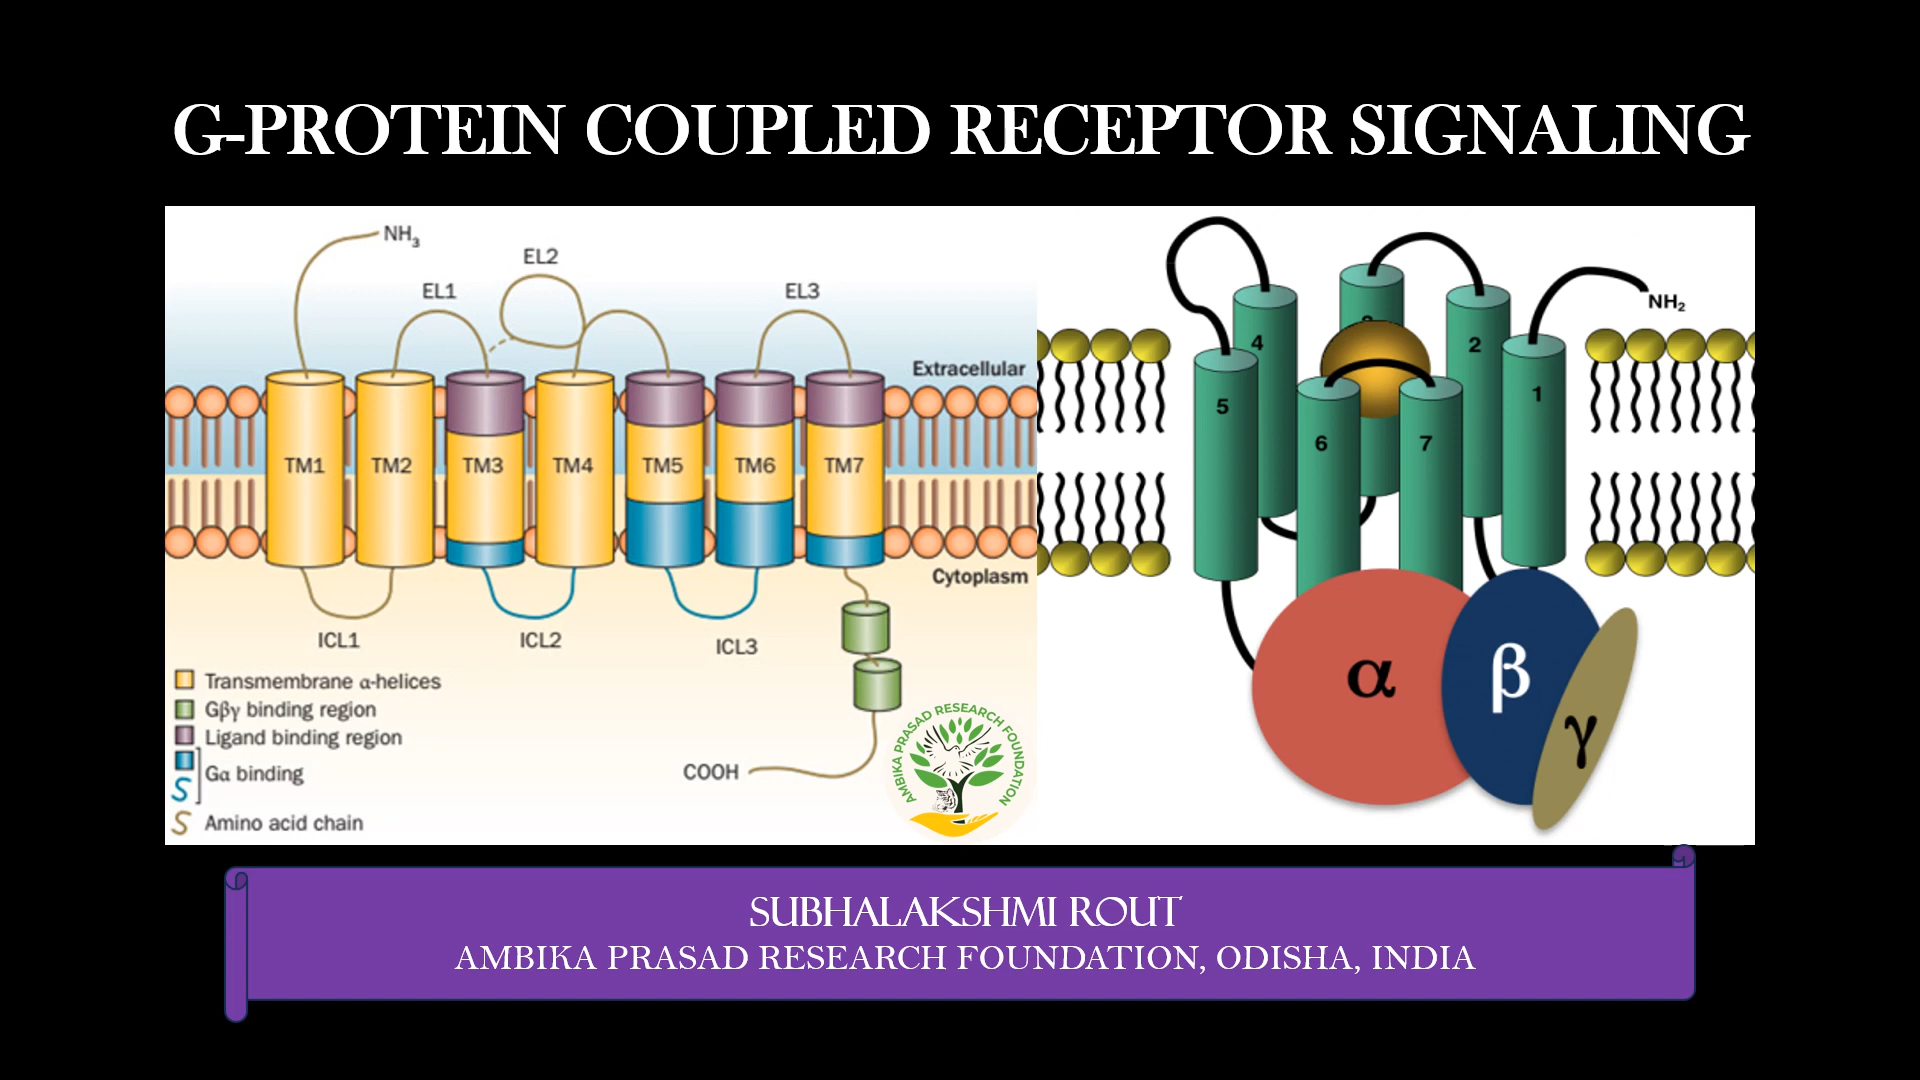 G-PROTEIN COUPLED RECEPTOR SIGNALING
NH3
EL1
EL2
EL3
Extracellular
TM1
TM2
TM3
TM4
TM5
TM6
TM7
Cytoplasm
ICL1
ICL2
ICL3
Transmembrane α-helices
Gβγ binding region
Ligand binding region
Gα binding
Amino acid chain
COOH
AMBIKA PRASAD RESEARCH FOUNDATION
NH2
4
2
5
1
6
7
α
β
γ
SUBHALAKSHMI ROUT
AMBIKA PRASAD RESEARCH FOUNDATION, ODISHA, INDIA